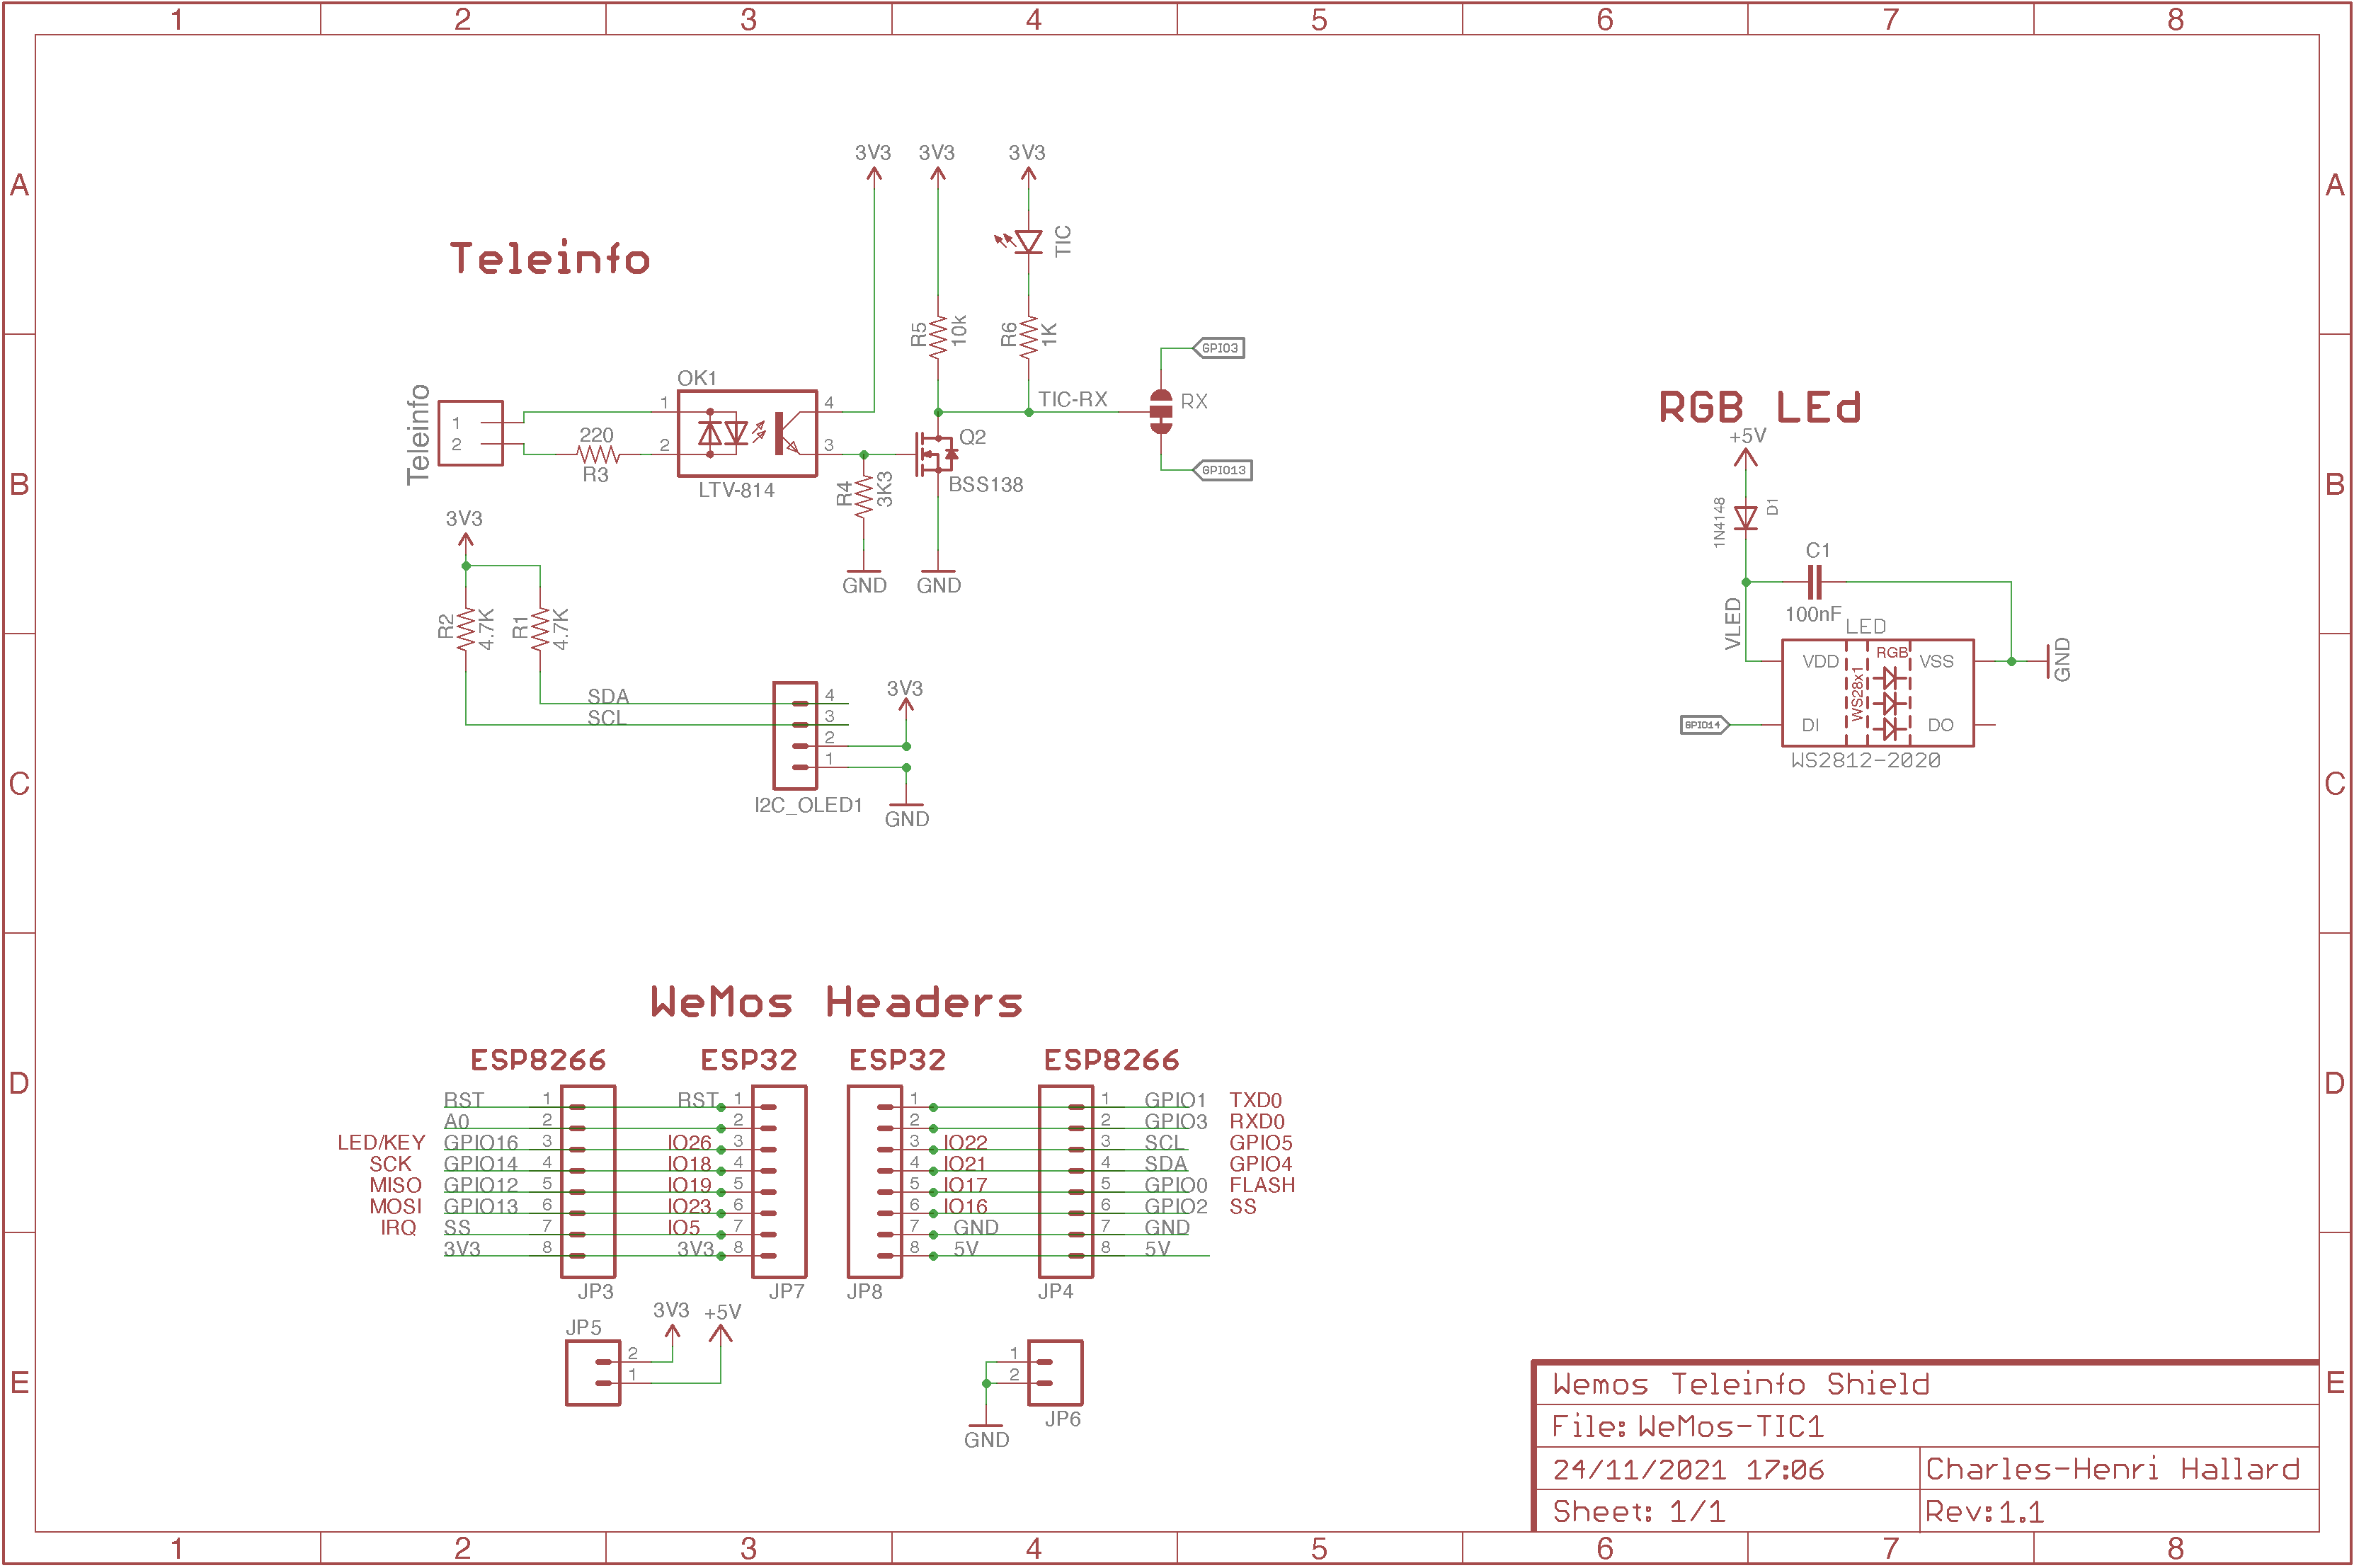 1 2 3 4 5 6 7 8
A A
B B
C C
D D
E E
Teleinfo
3V3 3V3 3V3
TIC
R5 10k
R6 1K
GPIO3
TIC-RX
RX
GPIO13
Teleinfo
1
2
220
R3
OK1
1 4
2 3
LTV-814
Q2
BSS138
R4 3K3
GND GND
3V3
R2 4.7K
R1 4.7K
SDA
SCL
4
3
2
1
3V3
I2C_OLED1
GND
RGB LEd
+5V
1N4148
D1
C1
100nF
VLED
LED
VDD
RGB
WS28x1
VSS
GND
GPIO14
DI
DO
WS2812-2020
WeMos Headers
ESP8266 ESP32 ESP32 ESP8266
RST 1 RST 1 1 1 GPIO1 TXD0
A0 2 2 2 2 GPIO3 RXD0
LED/KEY GPIO16 3 IO26 3 3 IO22 3 SCL GPIO5
SCK GPIO14 4 IO18 4 4 IO21 4 SDA GPIO4
MISO GPIO12 5 IO19 5 5 IO17 5 GPIO0 FLASH
MOSI GPIO13 6 IO23 6 6 IO16 6 GPIO2 SS
IRQ SS 7 IO5 7 7 GND 7 GND
3V3 8 3V3 8 8 5V 8 5V
JP3 JP7 JP8 JP4
3V3 +5V
JP5
2
1
1
2
JP6
GND
Wemos Teleinfo Shield
File: WeMos-TIC1
24/11/2021 17:06 Charles-Henri Hallard
Sheet: 1/1 Rev:1.1
1 2 3 4 5 6 7 8